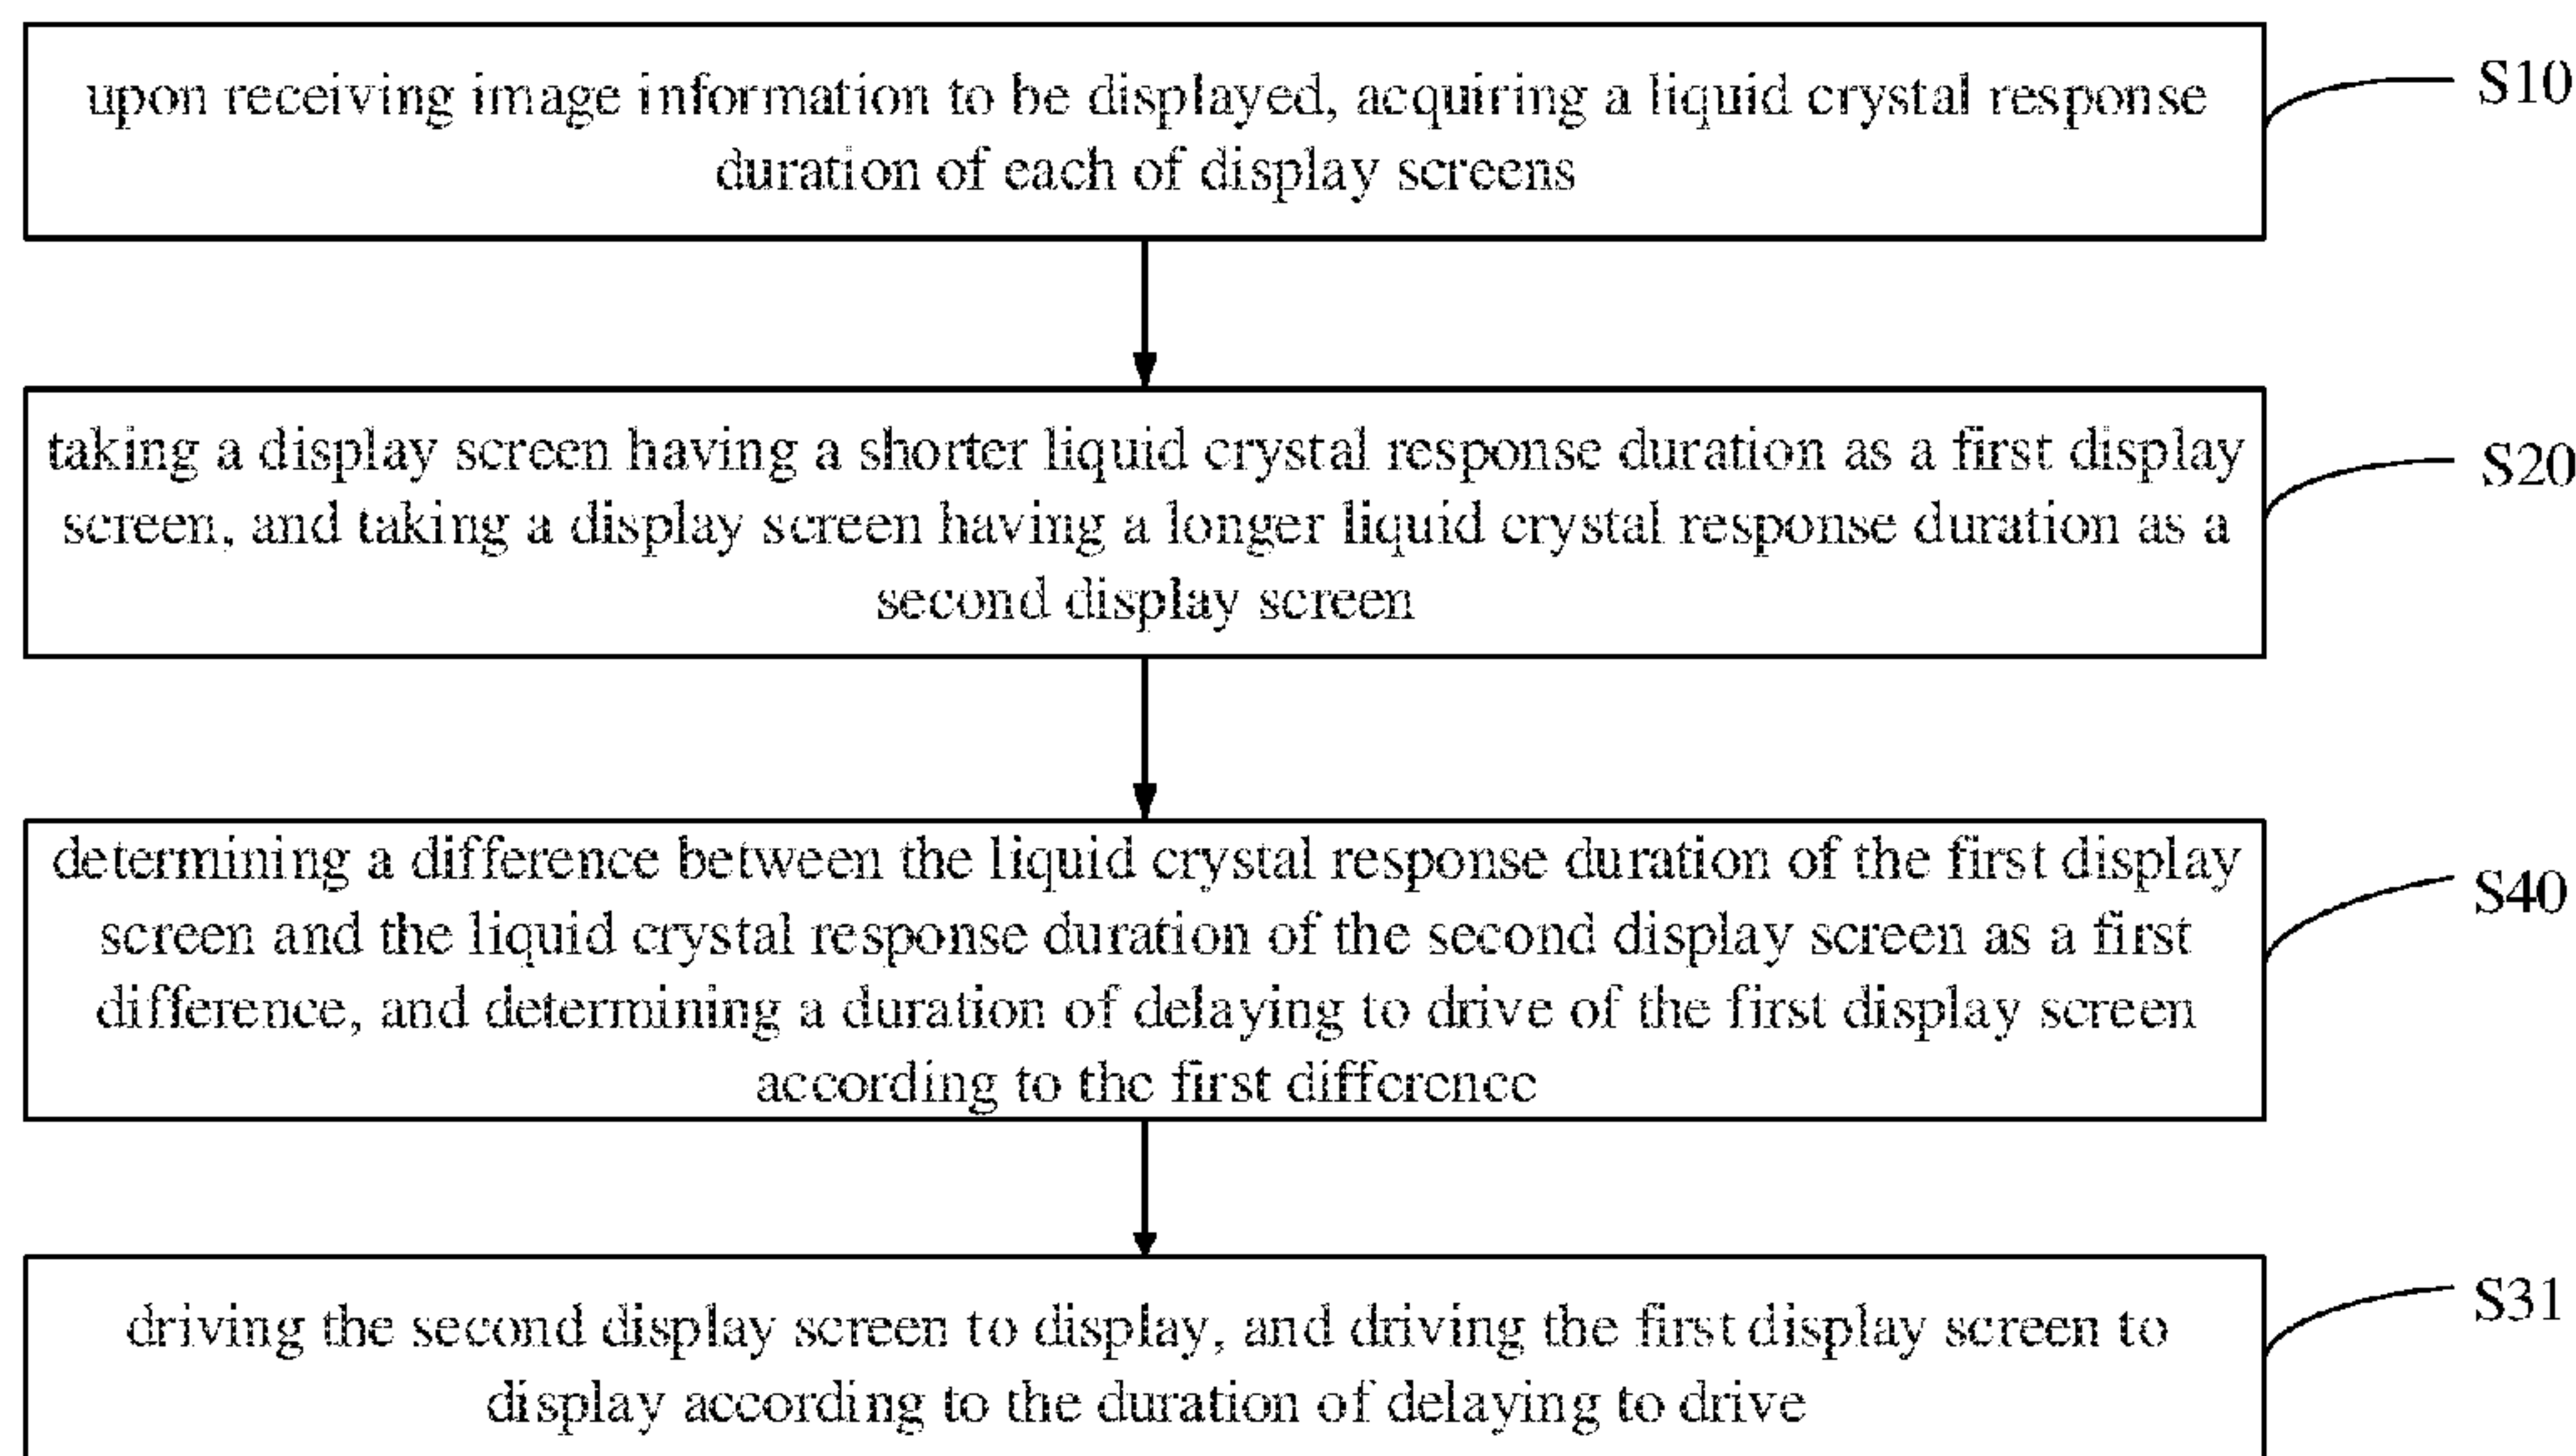 upon receiving image information to be displayed, acquiring a liquid crystal response
duration of each of display screens
S10
taking a display screen having a shorter liquid crystal response duration as a first display
screen, and taking a display screen having a longer liquid crystal response duration as a
second display screen
S20
determining a difference between the liquid crystal response duration of the first display
screen and the liquid crystal response duration of the second display screen as a first
difference, and determining a duration of delaying to drive of the first display screen
according to the first difference
S40
driving the second display screen to display, and driving the first display screen to
display according to the duration of delaying to drive
S31